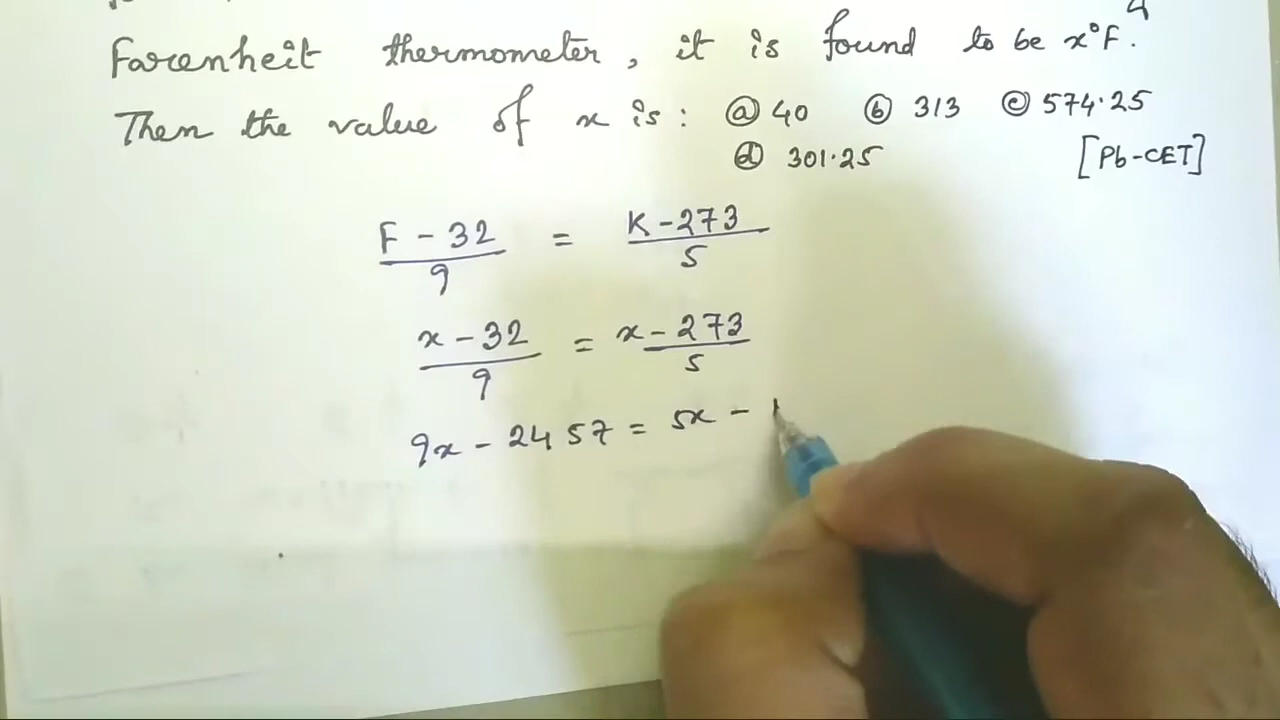 Farenheit thermometer, it is found to be x°F.
Then the value of x is: ⓐ 40 ⓑ 313 ⓒ 574.25
ⓓ 301.25 [Pb-CET]
F - 32 / 9 = K - 273 / 5
x - 32 / 9 = x - 273 / 5
9x - 2457 = 5x -